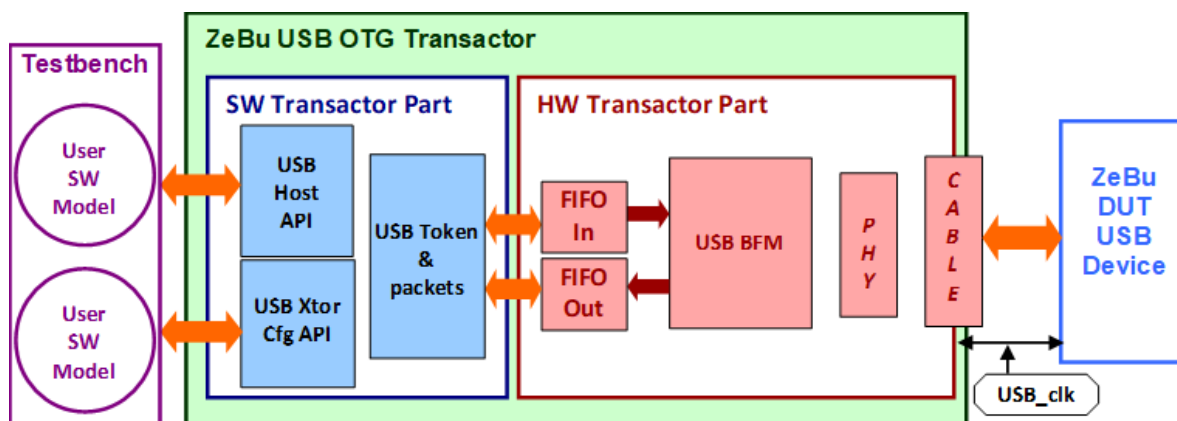 ZeBu USB OTG Transactor
Testbench
User
SW
Model
User
SW
Model
SW Transactor Part
USB
Host
API
USB Xtor
Cfg API
USB Token
&
packets
HW Transactor Part
FIFO
In
FIFO
Out
USB BFM
P
H
Y
C
A
B
L
E
ZeBu
DUT
USB
Device
USB_clk